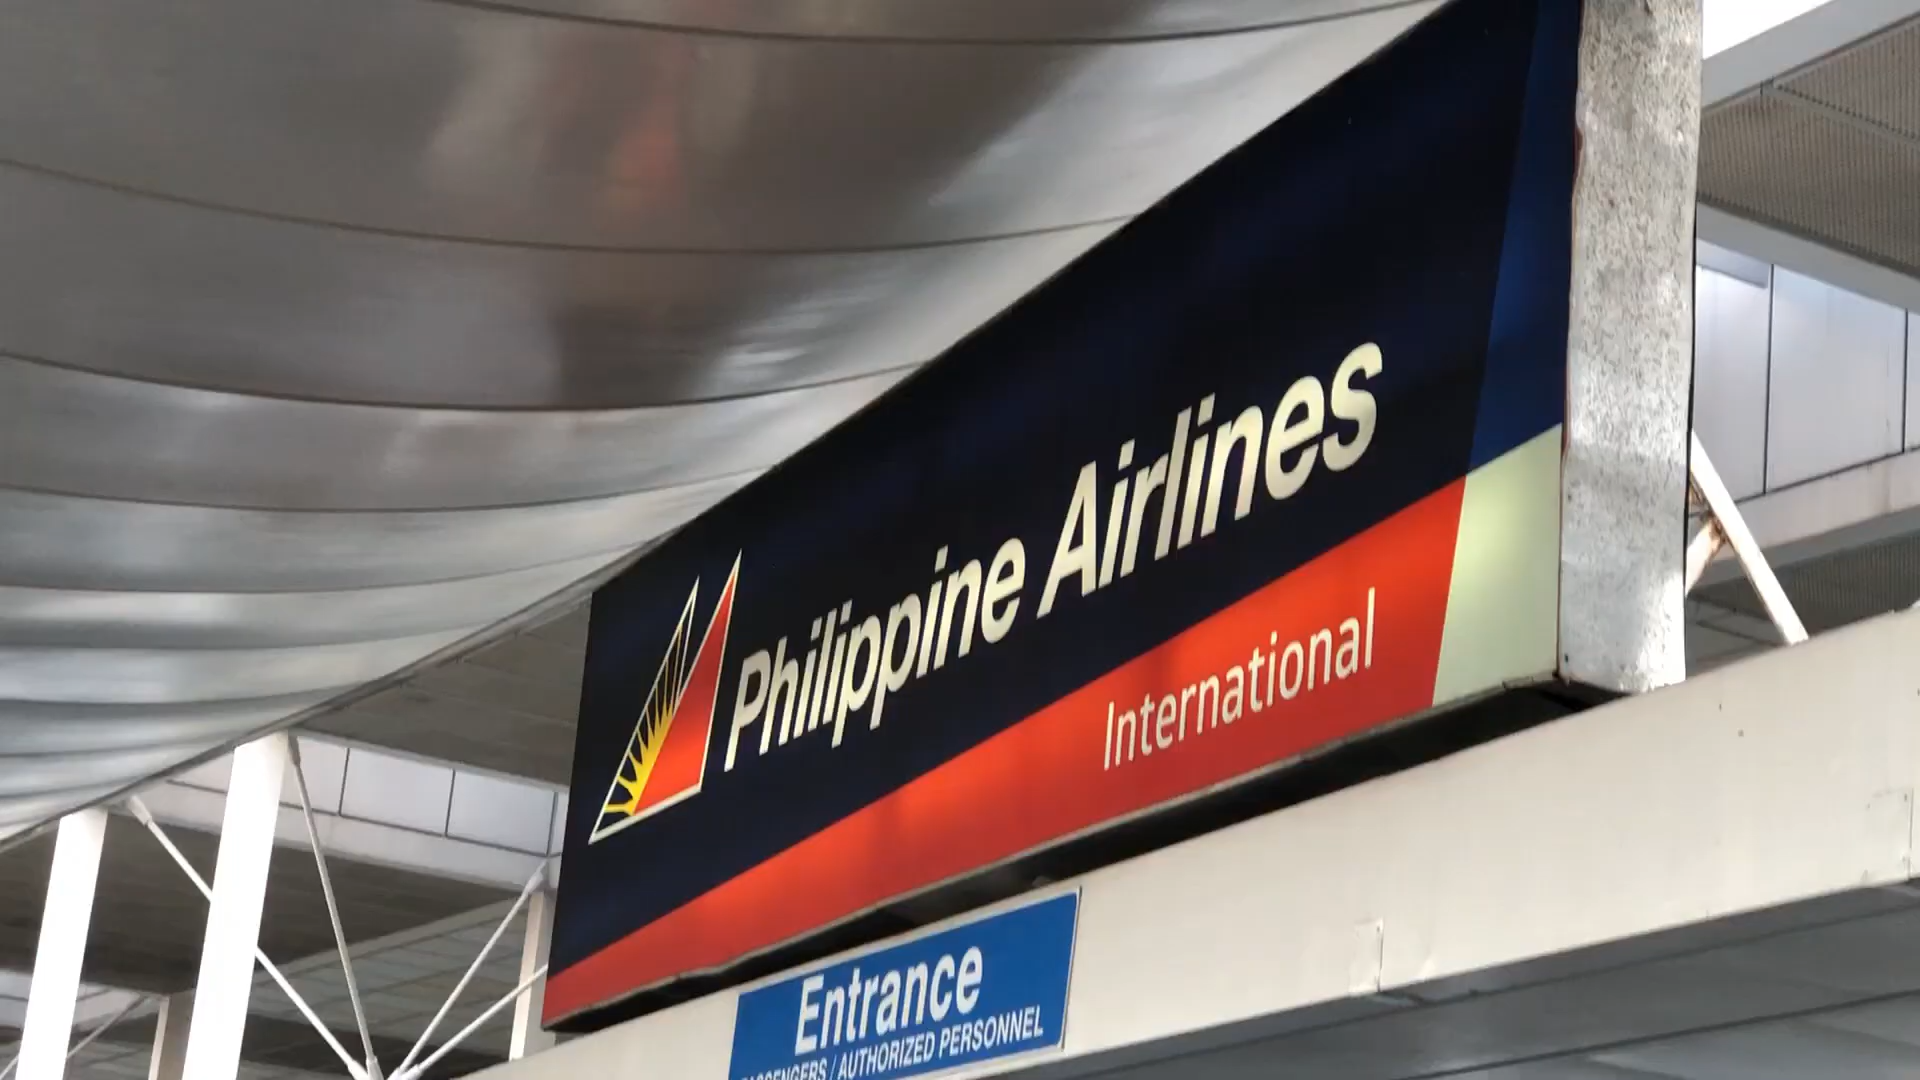 Philippine Airlines
International
Entrance
PASSENGERS / AUTHORIZED PERSONNEL